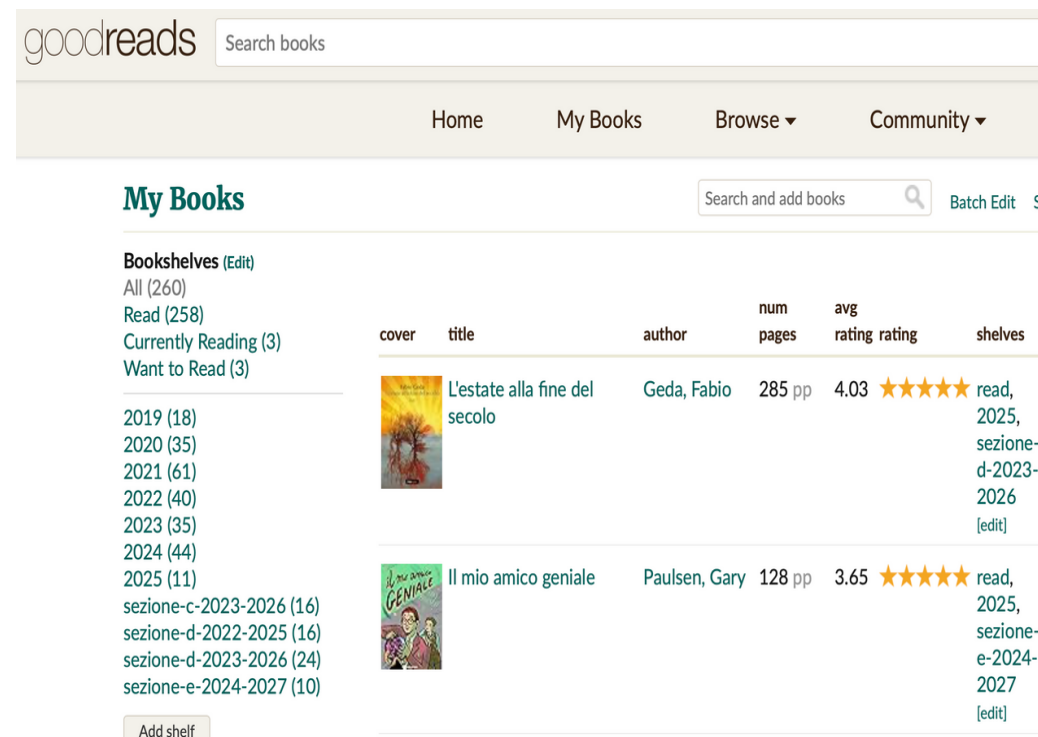 goodreads
Search books
Home My Books Browse Community
My Books
Search and add books
Batch Edit
Bookshelves (Edit)
All (260)
Read (258)
Currently Reading (3)
Want to Read (3)
2019 (18)
2020 (35)
2021 (61)
2022 (40)
2023 (35)
2024 (44)
2025 (11)
sezione-c-2023-2026 (16)
sezione-d-2022-2025 (16)
sezione-d-2023-2026 (24)
sezione-e-2024-2027 (10)
Add shelf
cover title author num pages avg rating rating shelves
L'estate alla fine del
secolo
Geda, Fabio
285 pp
4.03
read,
2025,
sezione-
d-2023-
2026
[edit]
il mio amico
GENIALE
Il mio amico geniale
Paulsen, Gary
128 pp
3.65
read,
2025,
sezione-
e-2024-
2027
[edit]